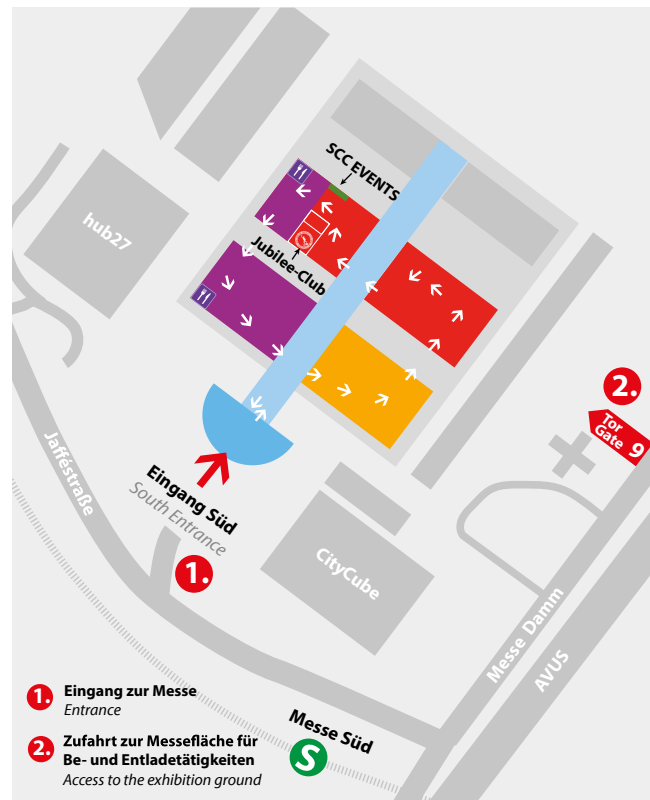 SCC EVENTS
hub27
Jubilee-Club
2.
Tor
Gate 9
Jafféstraße
Eingang Süd
South Entrance
1.
CityCube
Messe Damm
AVUS
1. Eingang zur Messe
Entrance
Messe Süd
S
2. Zufahrt zur Messefläche für
Be- und Entladetätigkeiten
Access to the exhibition ground